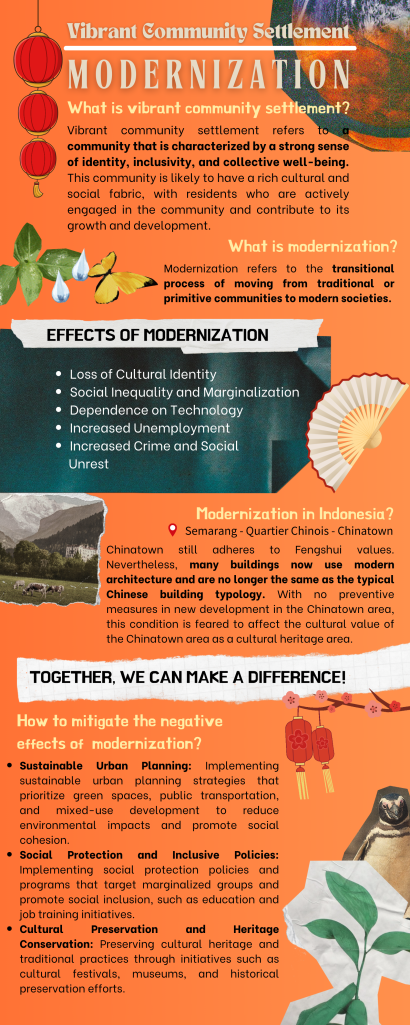 Vibrant Community Settlement
MODERNIZATION
What is vibrant community settlement?
Vibrant community settlement refers to a
community that is characterized by a strong sense
of identity, inclusivity, and collective well-being.
This community is likely to have a rich cultural and
social fabric, with residents who are actively
engaged in the community and contribute to its
growth and development.
What is modernization?
Modernization refers to the transitional
process of moving from traditional or
primitive communities to modern societies.
EFFECTS OF MODERNIZATION
• Loss of Cultural Identity
• Social Inequality and Marginalization
• Dependence on Technology
• Increased Unemployment
• Increased Crime and Social
Unrest
Modernization in Indonesia?
Semarang - Quartier Chinois - Chinatown
Chinatown still adheres to Fengshui values.
Nevertheless, many buildings now use modern
architecture and are no longer the same as the typical
Chinese building typology. With no preventive
measures in new development in the Chinatown area,
this condition is feared to affect the cultural value of
the Chinatown area as a cultural heritage area.
TOGETHER, WE CAN MAKE A DIFFERENCE!
How to mitigate the negative
effects of modernization?
• Sustainable Urban Planning: Implementing
sustainable urban planning strategies that
prioritize green spaces, public transportation,
and mixed-use development to reduce
environmental impacts and promote social
cohesion.
• Social Protection and Inclusive Policies:
Implementing social protection policies and
programs that target marginalized groups and
promote social inclusion, such as education and
job training initiatives.
• Cultural Preservation and Heritage
Conservation: Preserving cultural heritage and
traditional practices through initiatives such as
cultural festivals, museums, and historical
preservation efforts.